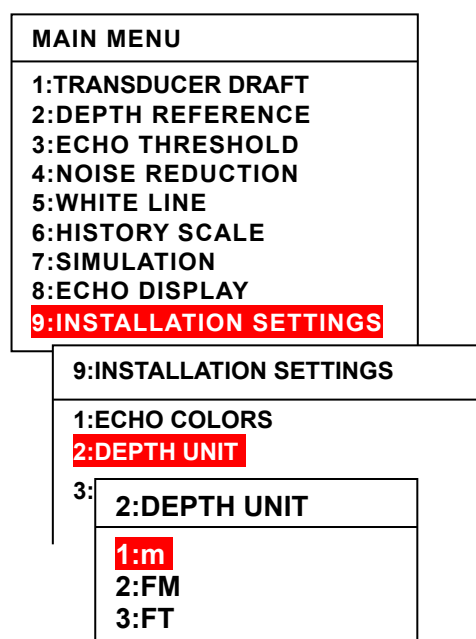 MAIN MENU
1:TRANSDUCER DRAFT
2:DEPTH REFERENCE
3:ECHO THRESHOLD
4:NOISE REDUCTION
5:WHITE LINE
6:HISTORY SCALE
7:SIMULATION
8:ECHO DISPLAY
9:INSTALLATION SETTINGS
9:INSTALLATION SETTINGS
1:ECHO COLORS
2:DEPTH UNIT
3:
2:DEPTH UNIT
1:m
2:FM
3:FT